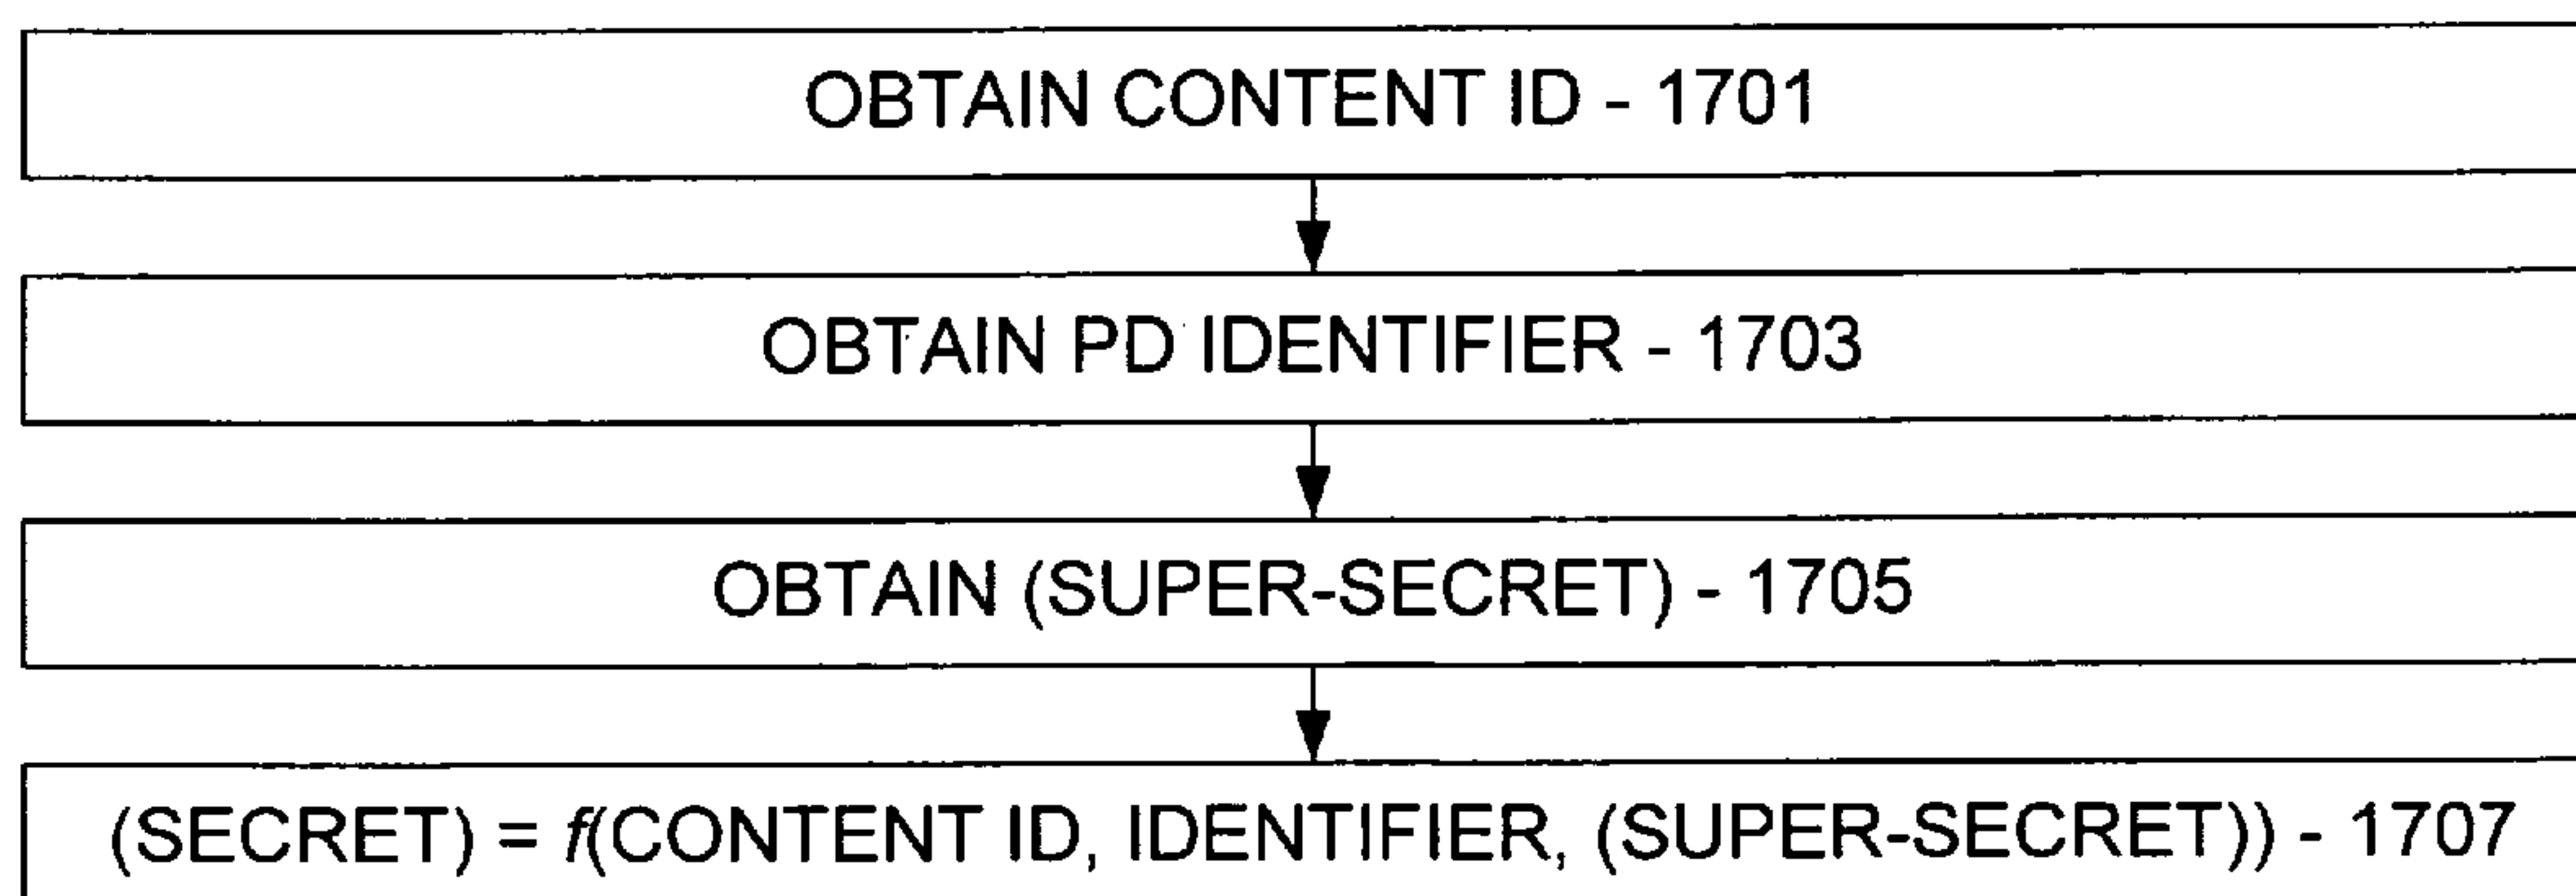 OBTAIN CONTENT ID - 1701
OBTAIN PD IDENTIFIER - 1703
OBTAIN (SUPER-SECRET) - 1705
(SECRET) = f(CONTENT ID, IDENTIFIER, (SUPER-SECRET)) - 1707